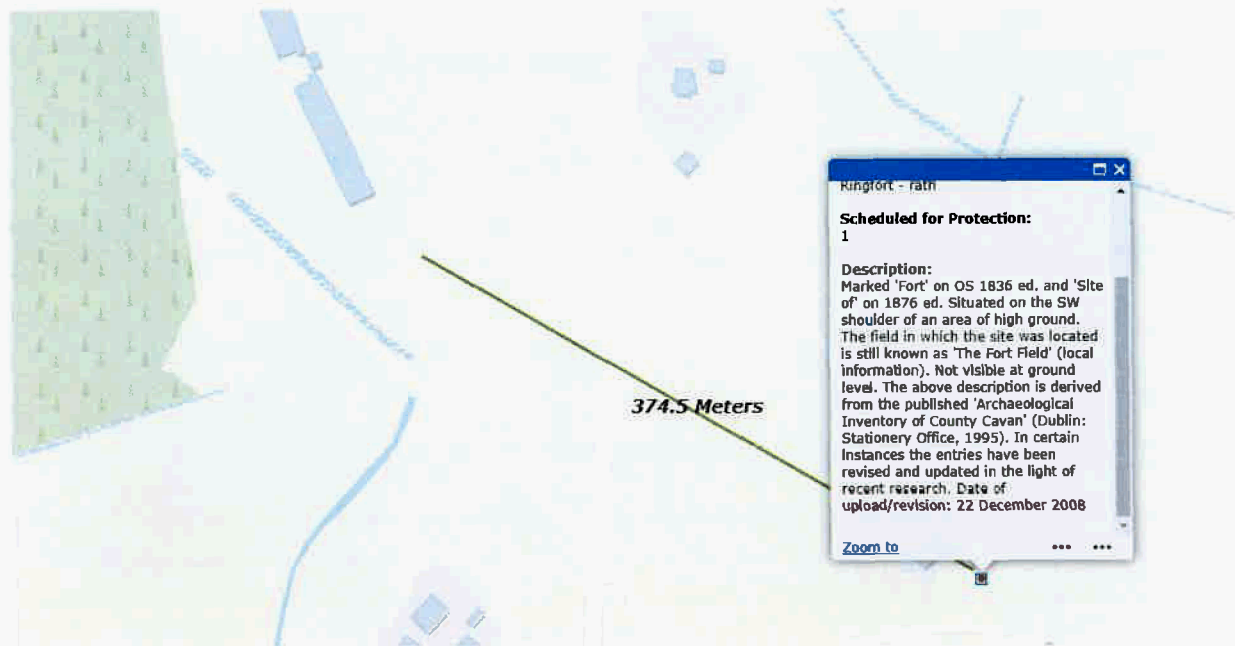 Ringfort - rath
Scheduled for Protection:
1
Description:
Marked 'Fort' on OS 1836 ed. and 'Site
of' on 1876 ed. Situated on the SW
shoulder of an area of high ground.
The field in which the site was located
is still known as 'The Fort Field' (local
information). Not visible at ground
level. The above description is derived
from the published 'Archaeological
Inventory of County Cavan' (Dublin:
Stationery Office, 1995). In certain
instances the entries have been
revised and updated in the light of
recent research. Date of
upload/revision: 22 December 2008
Zoom to
374.5 Meters